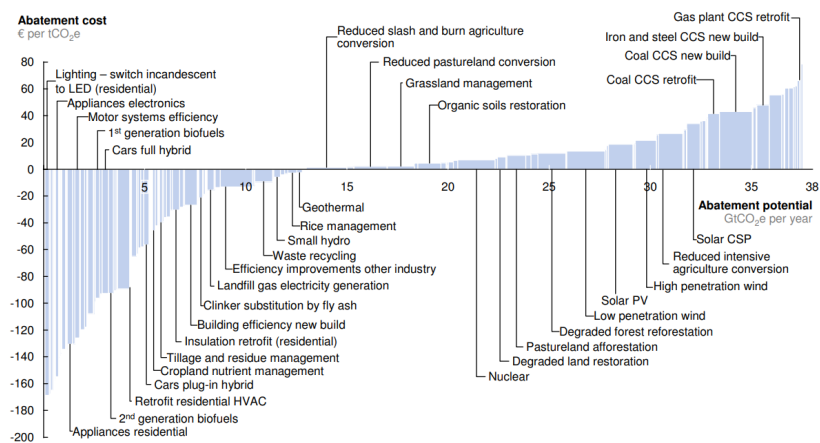 Abatement cost
€ per tCO2e
Gas plant CCS retrofit
Iron and steel CCS new build
Coal CCS new build
Coal CCS retrofit
Reduced slash and burn agriculture
conversion
Reduced pastureland conversion
Grassland management
Organic soils restoration
Lighting – switch incandescent
to LED (residential)
Appliances electronics
Motor systems efficiency
1st generation biofuels
Cars full hybrid
80
60
40
20
0
-20
-40
-60
-80
-100
-120
-140
-160
-180
-200
5
10
15
20
25
30
35
38
Abatement potential
GtCO2e per year
Geothermal
Rice management
Small hydro
Waste recycling
Efficiency improvements other industry
Landfill gas electricity generation
Clinker substitution by fly ash
Building efficiency new build
Insulation retrofit (residential)
Tillage and residue management
Cropland nutrient management
Cars plug-in hybrid
Retrofit residential HVAC
2nd generation biofuels
Appliances residential
Solar CSP
Reduced intensive
agriculture conversion
High penetration wind
Solar PV
Low penetration wind
Degraded forest reforestation
Pastureland afforestation
Degraded land restoration
Nuclear